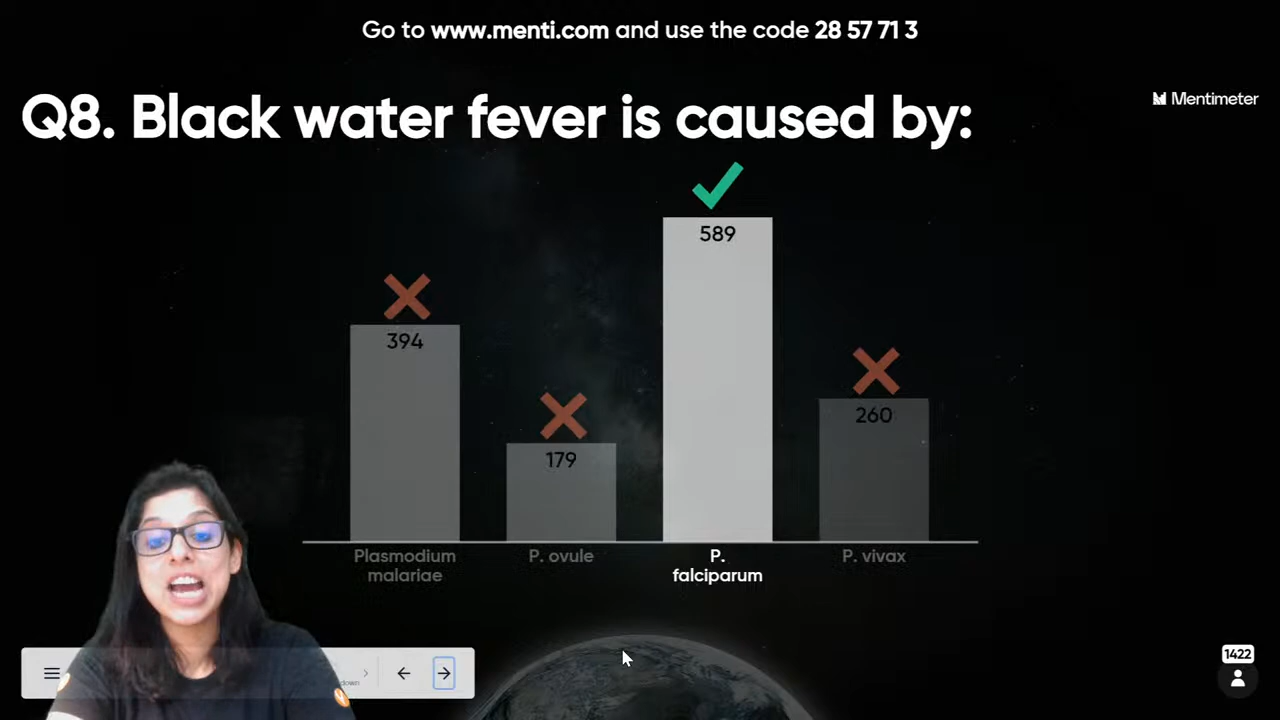 Go to www.menti.com and use the code 28 57 71 3
Q8. Black water fever is caused by:
Mentimeter
589
394
260
179
Plasmodium
malariae
P. ovule
P.
falciparum
P. vivax
down
1422